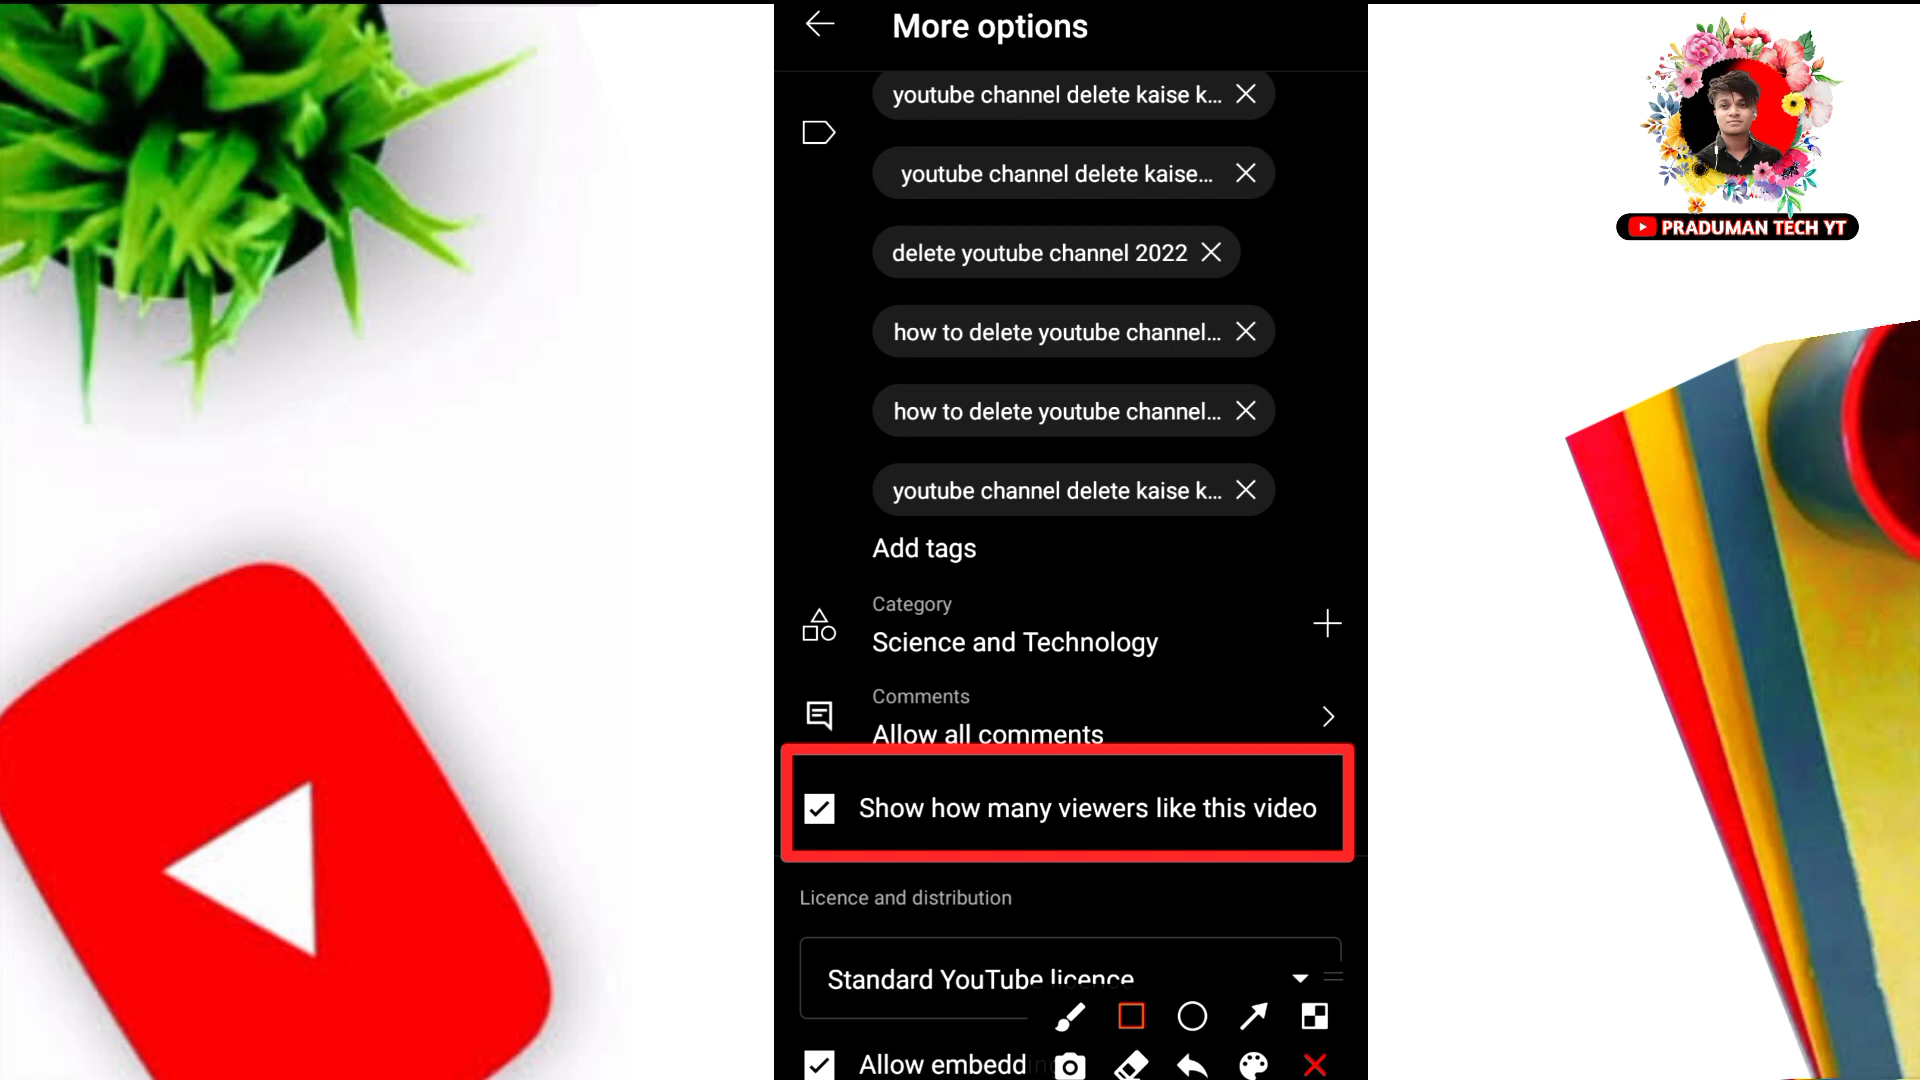 More options
youtube channel delete kaise k...
youtube channel delete kaise...
delete youtube channel 2022
how to delete youtube channel...
how to delete youtube channel...
youtube channel delete kaise k...
Add tags
Category
Science and Technology
Comments
Allow all comments
Show how many viewers like this video
Licence and distribution
Standard YouTube licence
Allow embedding
PRADUMAN TECH YT